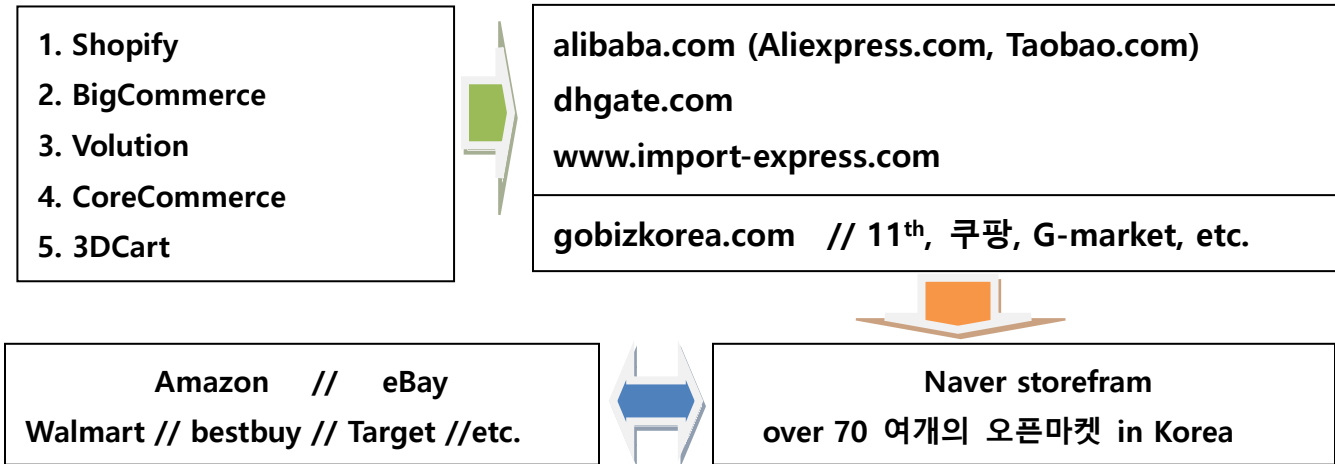 1. Shopify
2. BigCommerce
3. Volution
4. CoreCommerce
5. 3DCart
alibaba.com (Aliexpress.com, Taobao.com)
dhgate.com
www.import-express.com
gobizkorea.com // 11th, 쿠팡, G-market, etc.
Amazon // eBay
Walmart // bestbuy // Target //etc.
Naver storefram
over 70 여개의 오픈마켓 in Korea